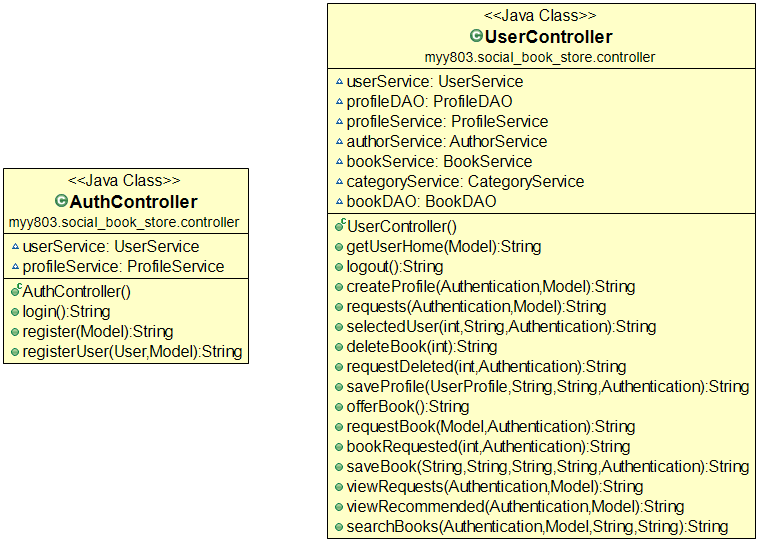 <<Java Class>>
AuthController
myy803.social_book_store.controller
userService: UserService
profileService: ProfileService
AuthController()
login():String
register(Model):String
registerUser(User,Model):String
<<Java Class>>
UserController
myy803.social_book_store.controller
userService: UserService
profileDAO: ProfileDAO
profileService: ProfileService
authorService: AuthorService
bookService: BookService
categoryService: CategoryService
bookDAO: BookDAO
UserController()
getUserHome(Model):String
logout():String
createProfile(Authentication,Model):String
requests(Authentication,Model):String
selectedUser(int,String,Authentication):String
deleteBook(int):String
requestDeleted(int,Authentication):String
saveProfile(UserProfile,String,String,Authentication):String
offerBook():String
requestBook(Model,Authentication):String
bookRequested(int,Authentication):String
saveBook(String,String,String,String,Authentication):String
viewRequests(Authentication,Model):String
viewRecommended(Authentication,Model):String
searchBooks(Authentication,Model,String,String):String